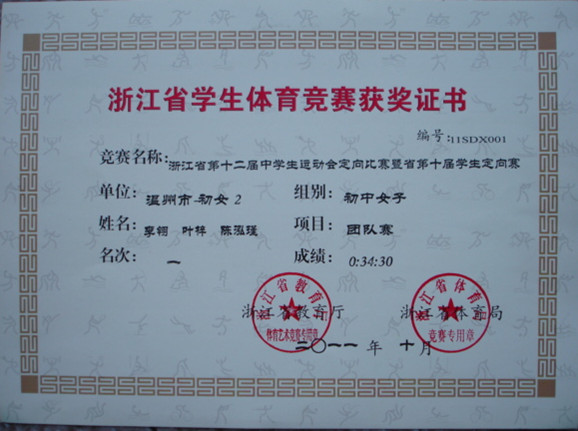 浙江省学生体育竞赛获奖证书
编号:11SDX001
竞赛名称:浙江省第十二届中学生运动会定向比赛暨省第十届学生定向赛
单位: 温州市-初女2 组别: 初中女子
姓名: 李翎 叶梓 陈泓瑾 项目: 团队赛
名次: 一 成绩: 0:34:30
浙江省教育厅 浙江省体育局
体育艺术竞赛专用章 竞赛专用章
二〇一一 年 十 月